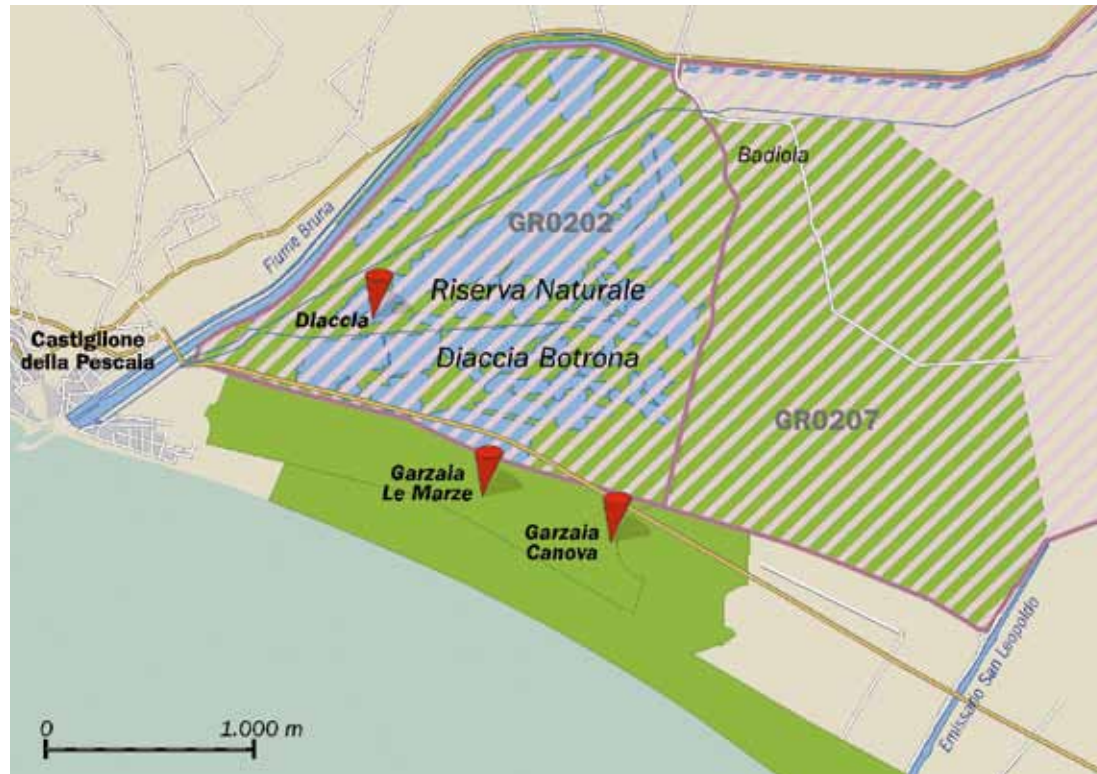 Badiola
GR0202
Fiume Bruna
Riserva Naturale
Diaccia
Castiglione
della Pescaia
Diaccia Botrona
GR0207
Garzaia
Le Marze
Garzaia
Canova
Emissario San Leopoldo
0
1.000 m